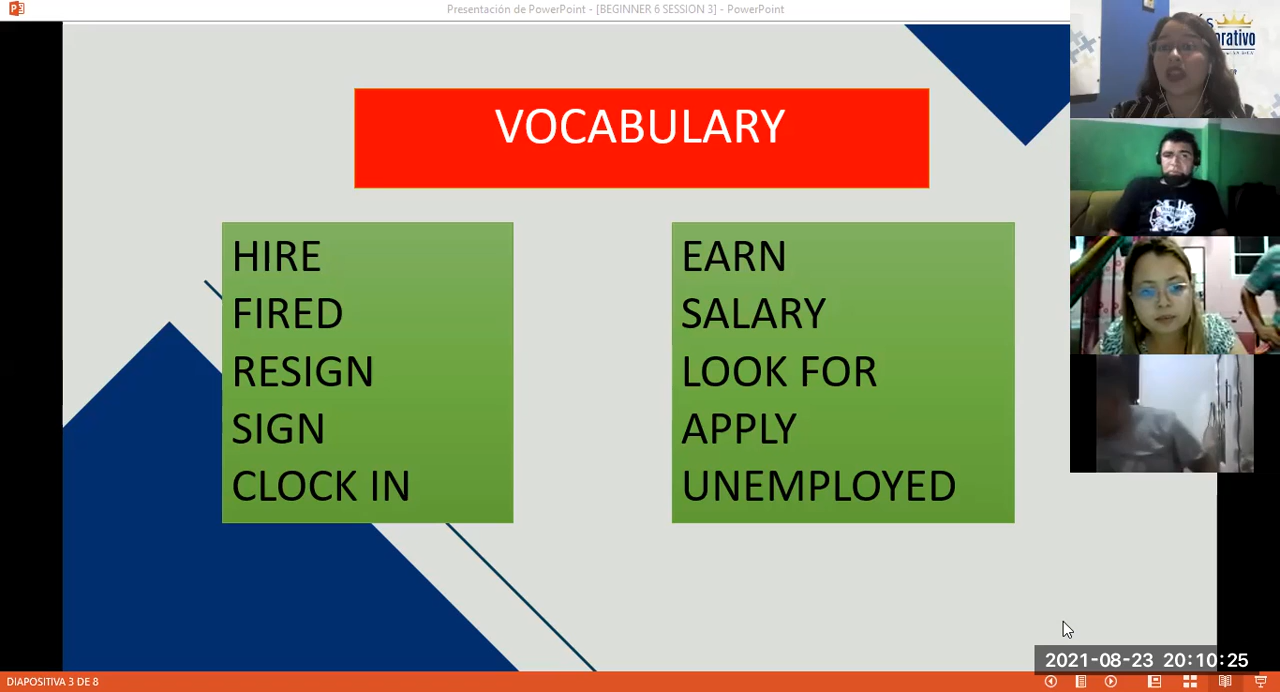 Presentación de PowerPoint - [BEGINNER 6 SESSION 3] - PowerPoint
VOCABULARY
HIRE
FIRED
RESIGN
SIGN
CLOCK IN
EARN
SALARY
LOOK FOR
APPLY
UNEMPLOYED
2021-08-23 20:10:25
DIAPOSITIVA 3 DE 8